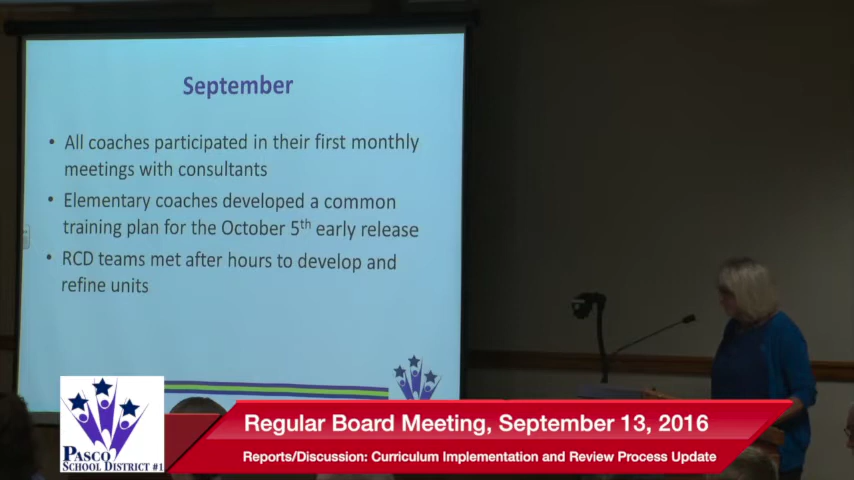 September
• All coaches participated in their first monthly
meetings with consultants
• Elementary coaches developed a common
training plan for the October 5th early release
• RCD teams met after hours to develop and
refine units
PASCO
SCHOOL DISTRICT #1
Regular Board Meeting, September 13, 2016
Reports/Discussion: Curriculum Implementation and Review Process Update